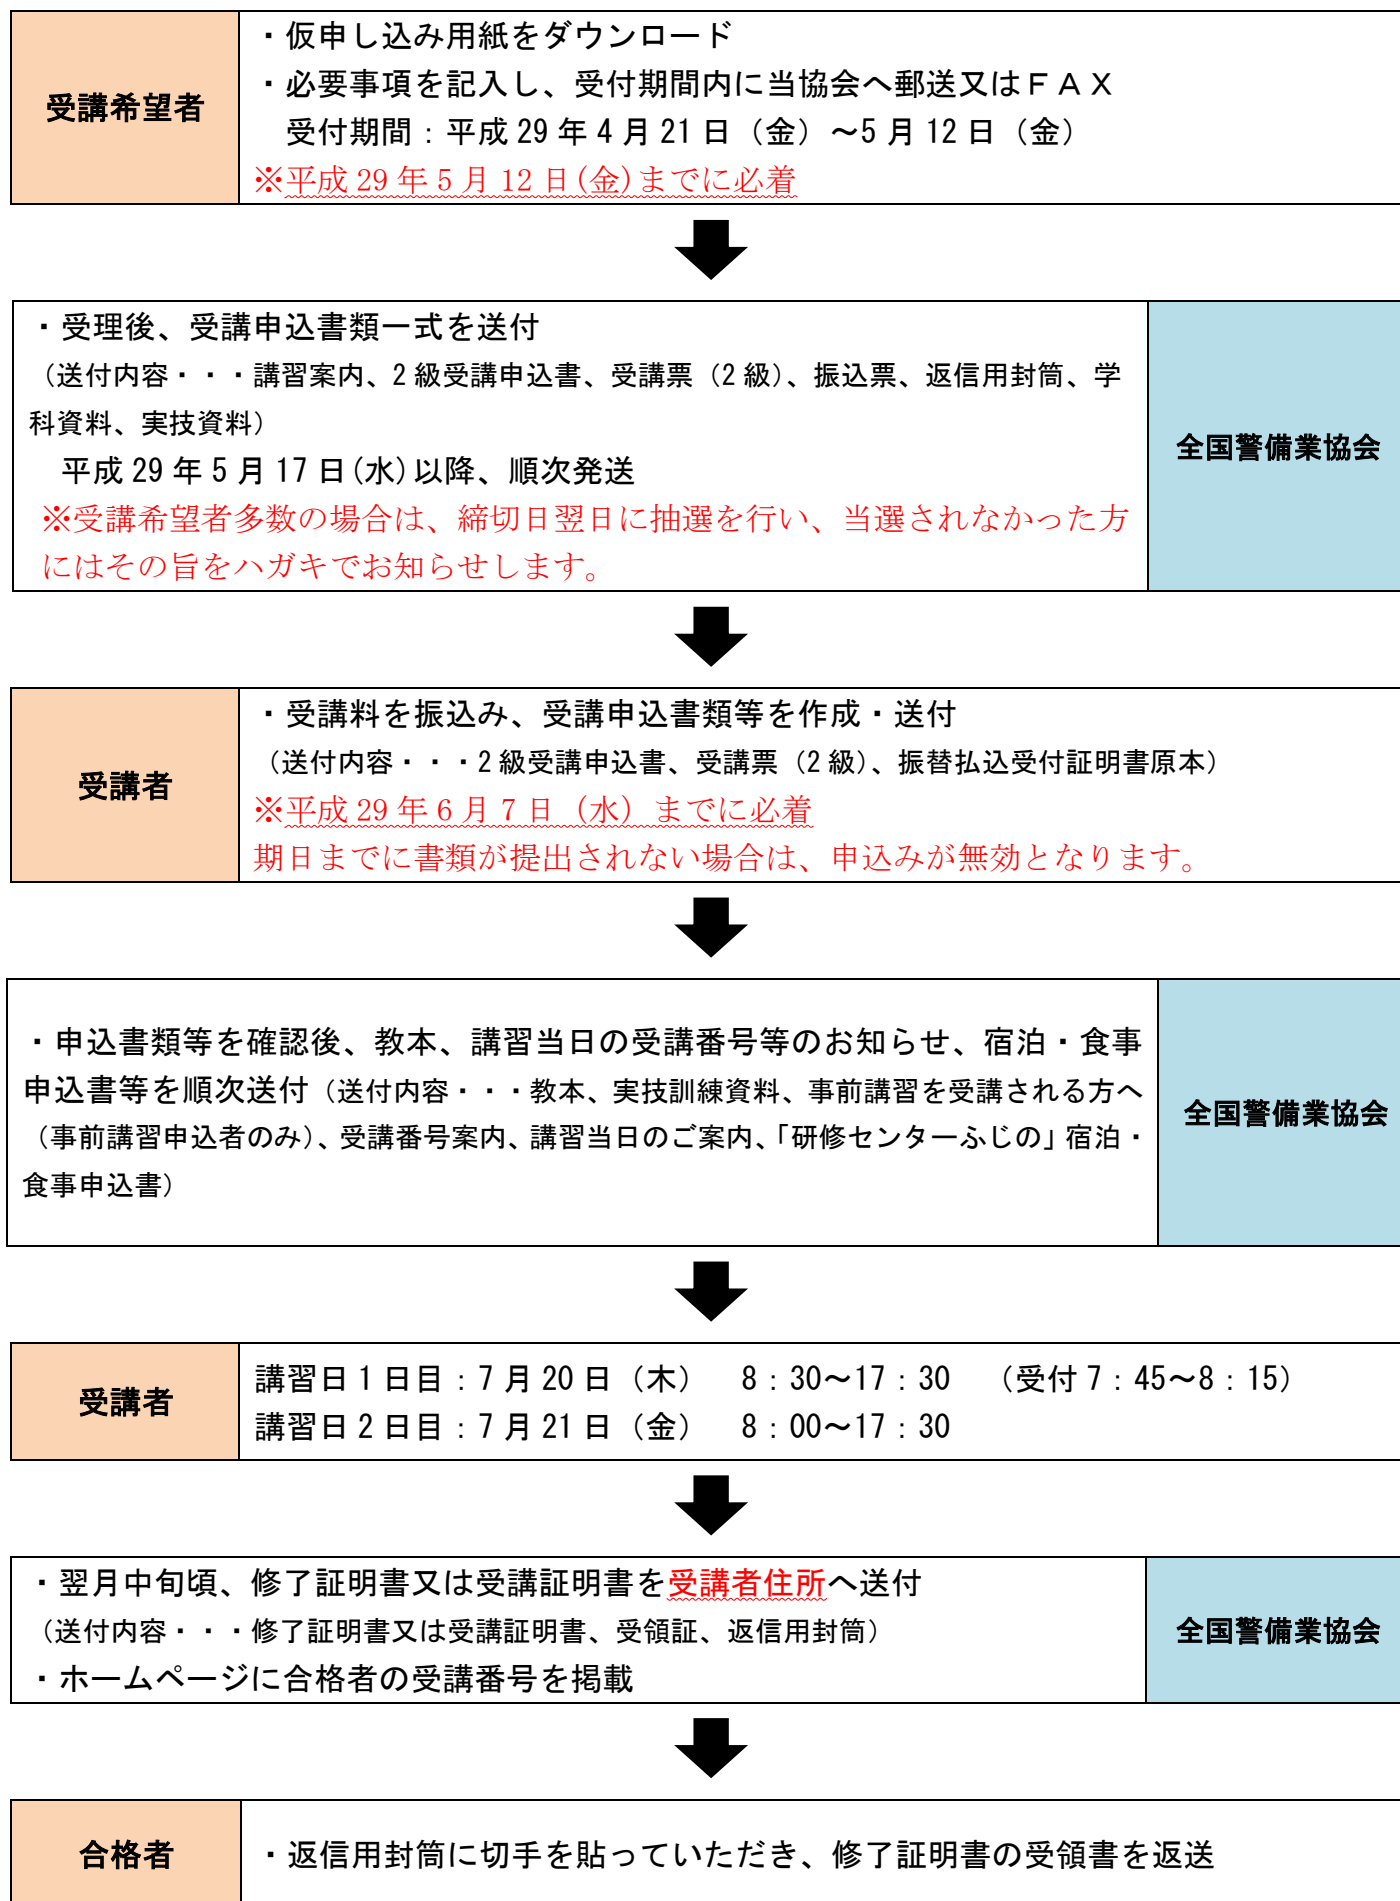 受講希望者
・仮申し込み用紙をダウンロード
・必要事項を記入し、受付期間内に当協会へ郵送又はＦＡＸ
受付期間：平成 29 年 4 月 21 日（金）～5 月 12 日（金）
※平成 29 年 5 月 12 日(金)までに必着
・受理後、受講申込書類一式を送付
（送付内容・・・講習案内、2 級受講申込書、受講票（2 級）、振込票、返信用封筒、学
科資料、実技資料）
平成 29 年 5 月 17 日(水)以降、順次発送
※受講希望者多数の場合は、締切日翌日に抽選を行い、当選されなかった方
にはその旨をハガキでお知らせします。
全国警備業協会
受講者
・受講料を振込み、受講申込書類等を作成・送付
（送付内容・・・2 級受講申込書、受講票（2 級）、振替払込受付証明書原本）
※平成 29 年 6 月 7 日（水）までに必着
期日までに書類が提出されない場合は、申込みが無効となります。
・申込書類等を確認後、教本、講習当日の受講番号等のお知らせ、宿泊・食事
申込書等を順次送付（送付内容・・・教本、実技訓練資料、事前講習を受講される方へ
（事前講習申込者のみ）、受講番号案内、講習当日のご案内、「研修センターふじの」宿泊・
食事申込書）
全国警備業協会
受講者
講習日 1 日目：7 月 20 日（木）　8：30～17：30　（受付 7：45～8：15）
講習日 2 日目：7 月 21 日（金）　8：00～17：30
・翌月中旬頃、修了証明書又は受講証明書を受講者住所へ送付
（送付内容・・・修了証明書又は受講証明書、受領証、返信用封筒）
・ホームページに合格者の受講番号を掲載
全国警備業協会
合格者
・返信用封筒に切手を貼っていただき、修了証明書の受領書を返送